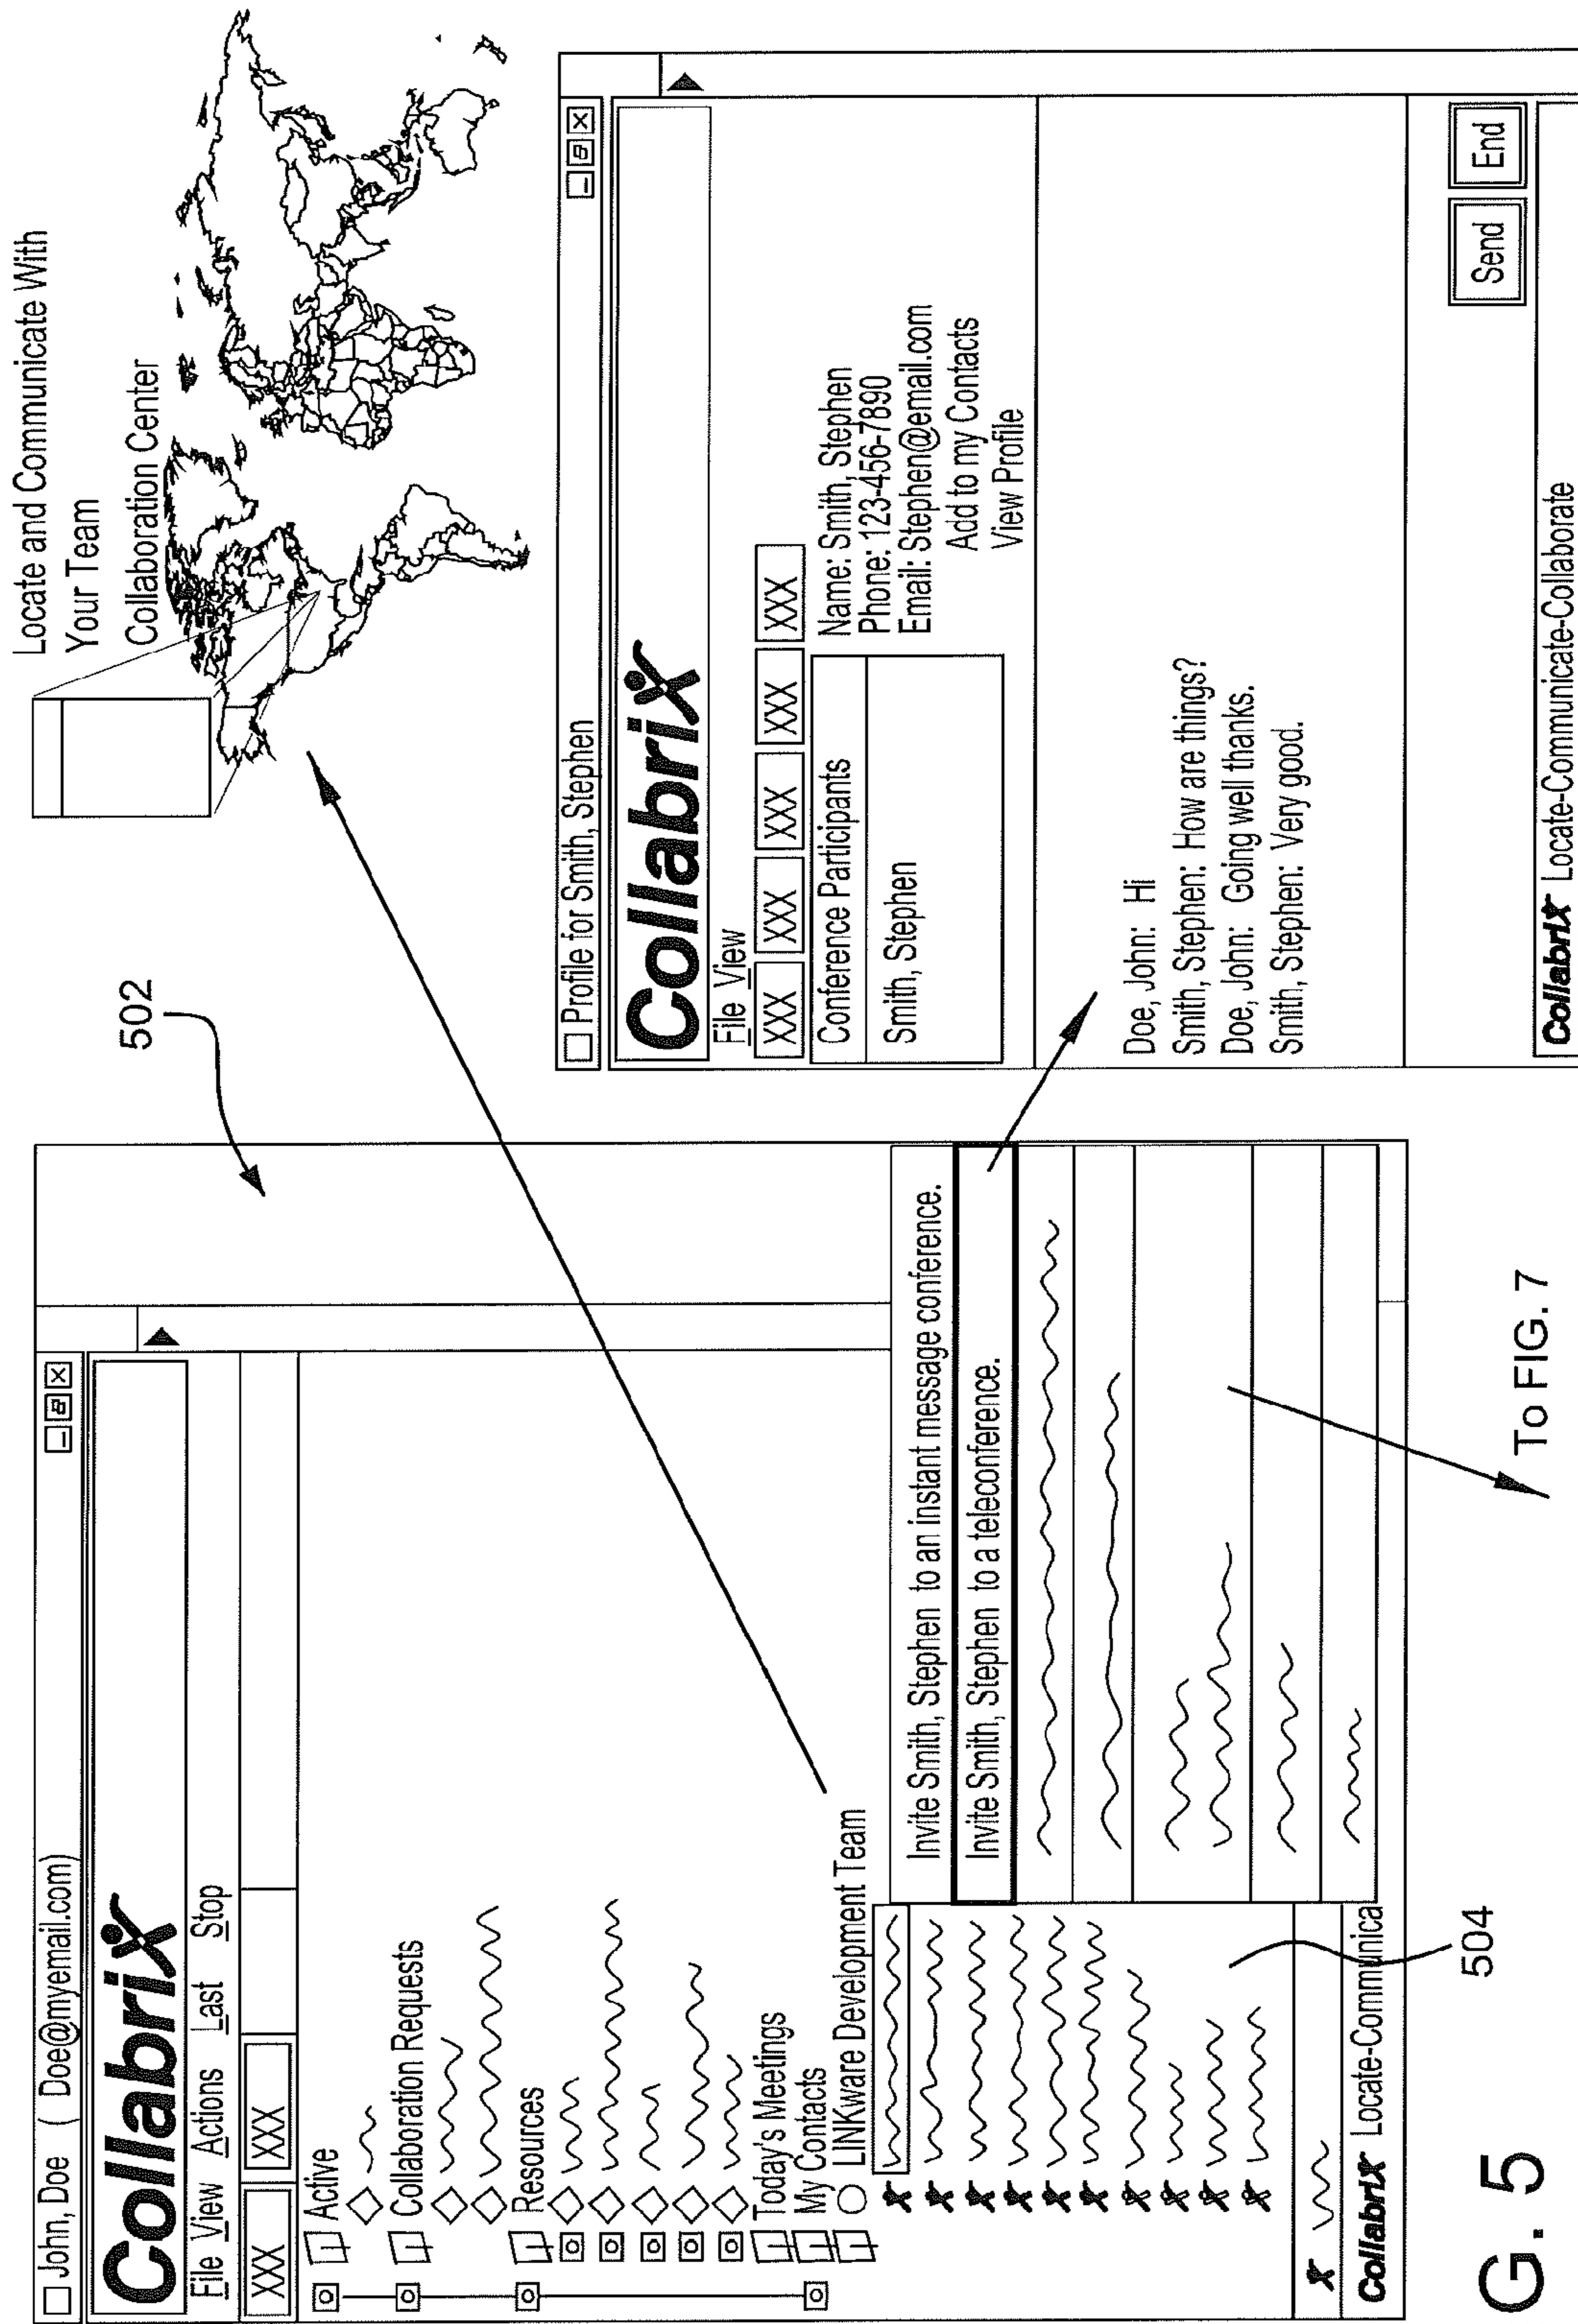 John, Doe ( Doe@myemail.com)
Collabrix
File View Actions Last Stop
XXX XXX
Active
Collaboration Requests
Resources
Today's Meetings
My Contacts
LINKware Development Team
Invite Smith, Stephen to an instant message conference.
Invite Smith, Stephen to a teleconference.
Collabrix Locate-Communica
504
502
To FIG. 7
G. 5
Locate and Communicate With
Your Team
Collaboration Center
Profile for Smith, Stephen
Collabrix
File View
XXX XXX XXX XXX XXX
Conference Participants
Smith, Stephen
Name: Smith, Stephen
Phone: 123-456-7890
Email: Stephen@email.com
Add to my Contacts
View Profile
Doe, John: Hi
Smith, Stephen: How are things?
Doe, John: Going well thanks.
Smith, Stephen: Very good.
Send End
Collabrix Locate-Communicate-Collaborate